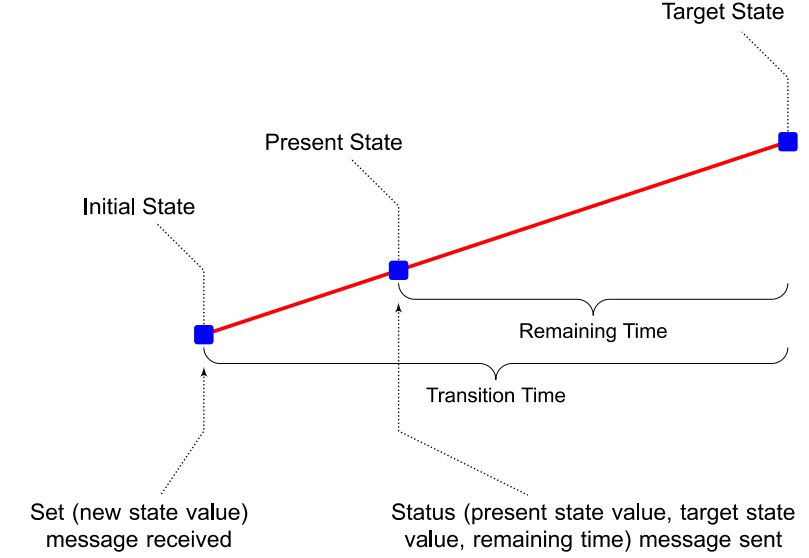 Target State
Present State
Initial State
Remaining Time
Transition Time
Set (new state value)
message received
Status (present state value, target state
value, remaining time) message sent